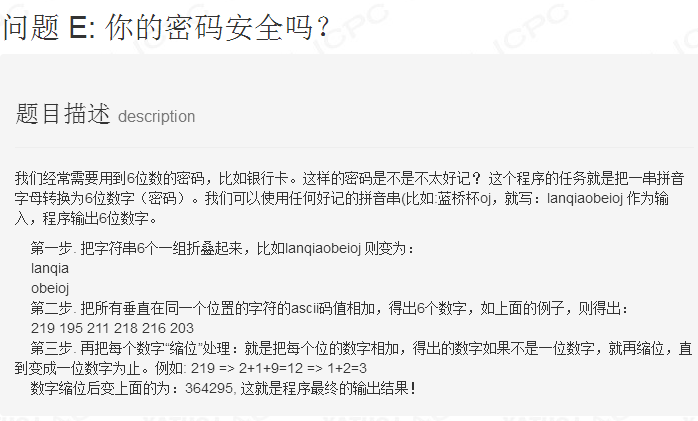 问题 E: 你的密码安全吗？
题目描述 description
我们经常需要用到6位数的密码，比如银行卡。这样的密码是不是不太好记？ 这个程序的任务就是把一串拼音
字母转换为6位数字（密码）。我们可以使用任何好记的拼音串(比如:蓝桥杯oj，就写：lanqiaobeioj 作为输
入，程序输出6位数字。
第一步. 把字符串6个一组折叠起来，比如lanqiaobeioj 则变为：
lanqia
obeioj
第二步. 把所有垂直在同一个位置的字符的ascii码值相加，得出6个数字，如上面的例子，则得出：
219 195 211 218 216 203
第三步. 再把每个数字“缩位”处理：就是把每个位的数字相加，得出的数字如果不是一位数字，就再缩位，直
到变成一位数字为止。例如: 219 => 2+1+9=12 => 1+2=3
数字缩位后变上面的为：364295, 这就是程序最终的输出结果！